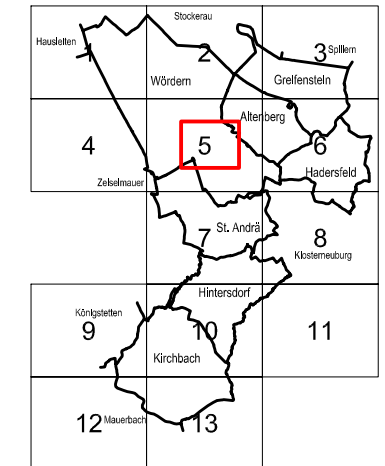 Stockerau
Hausleiten
1
2
3
Spillern
Wördern
Greifenstein
Altenberg
4
5
6
Hadersfeld
Zeiselmauer
7
St. Andrä
8
Klosterneuburg
Hintersdorf
Königstetten
9
10
11
Kirchbach
12
Mauerbach
13